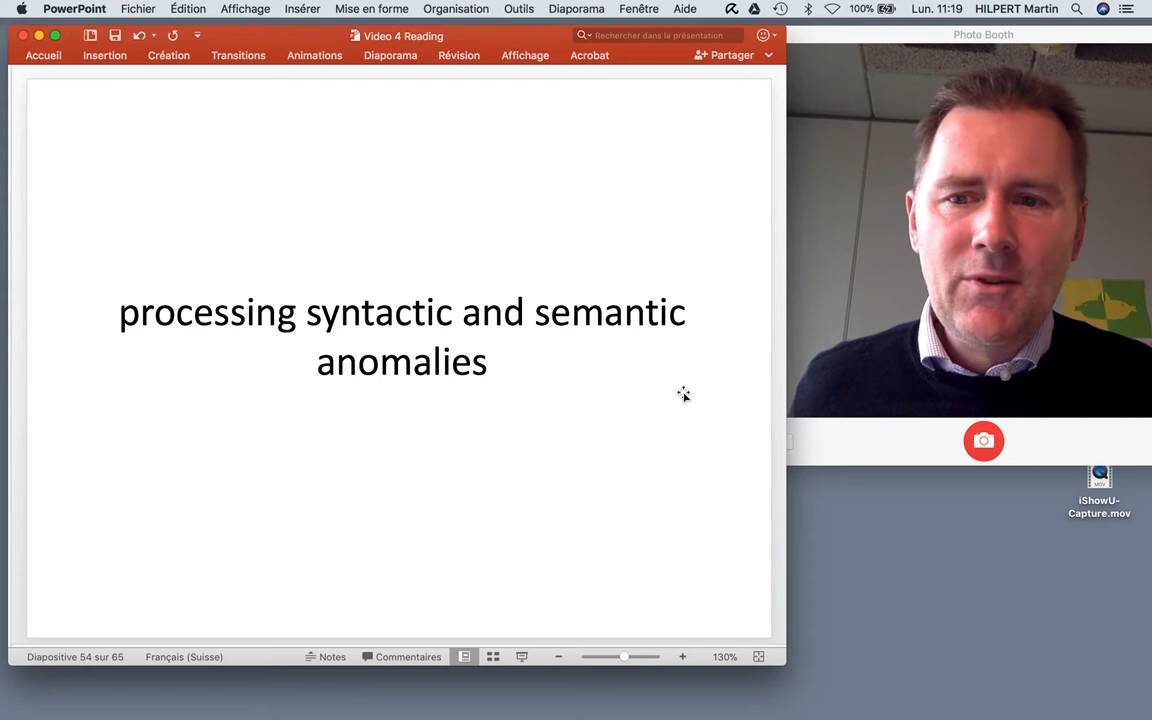 PowerPoint Fichier Édition Affichage Insérer Mise en forme Organisation Outils Diaporama Fenêtre Aide 100% Lun. 11:19 HILPERT Martin
Video 4 Reading
Rechercher dans la présentation
Accueil Insertion Création Transitions Animations Diaporama Révision Affichage Acrobat Partager
Photo Booth
processing syntactic and semantic
anomalies
MOV
iShowU-
Capture.mov
Diapositive 54 sur 65 Français (Suisse) Notes Commentaires 130%